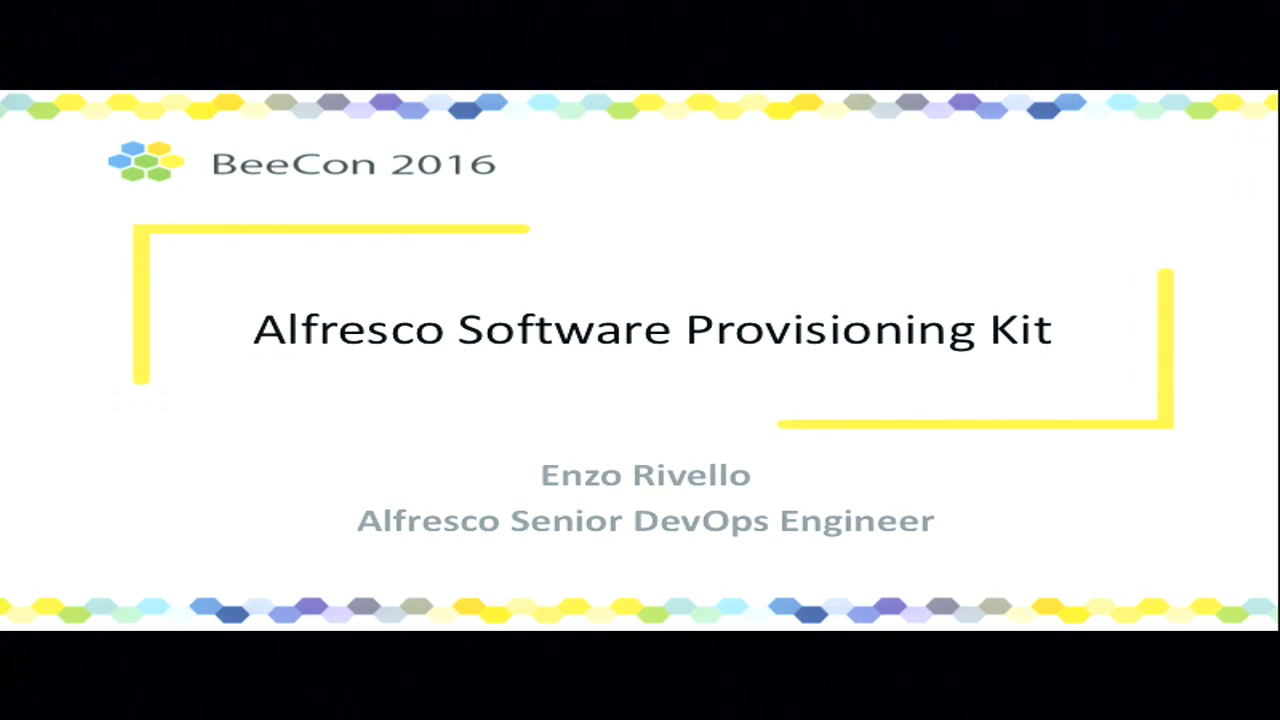 BeeCon 2016
Alfresco Software Provisioning Kit
Enzo Rivello
Alfresco Senior DevOps Engineer